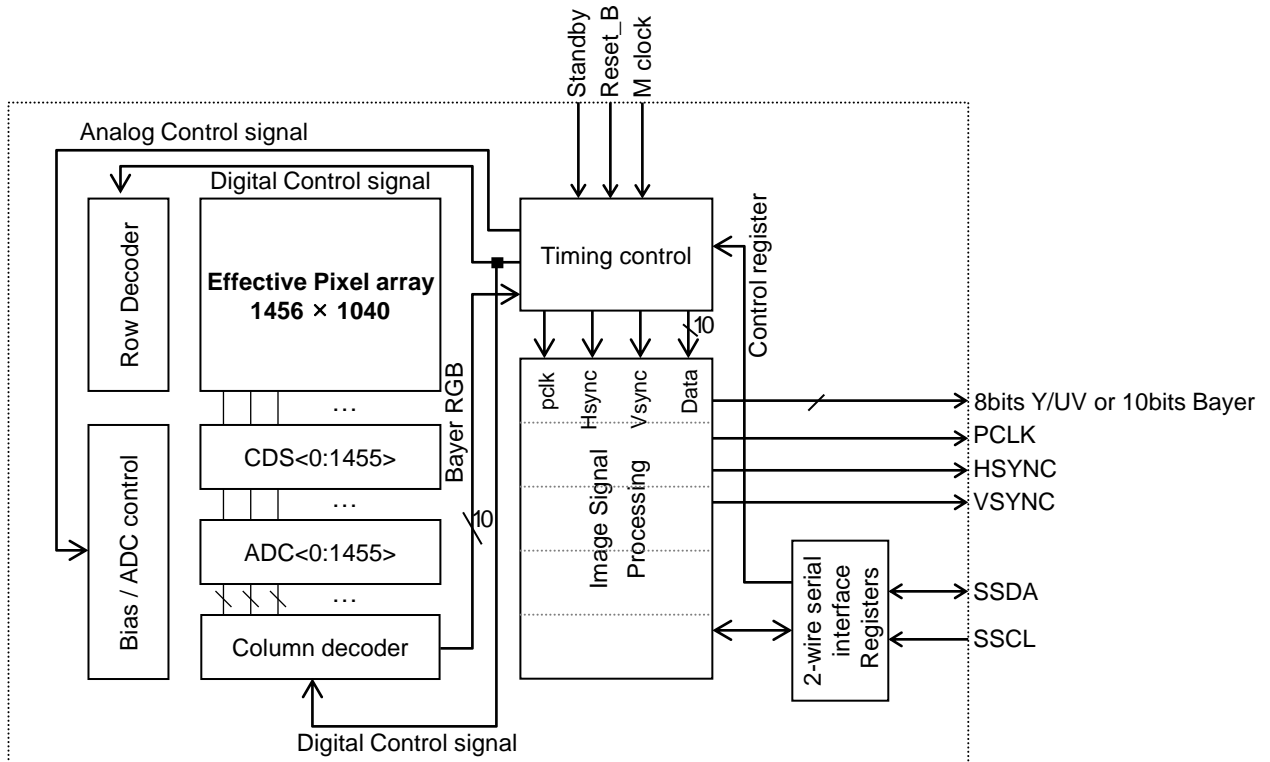 Standby
Reset_B
M clock
Analog Control signal
Digital Control signal
Row Decoder
Effective Pixel array
1456 × 1040
Timing control
Control register
10
pclk
Hsync
Vsync
Data
Bayer RGB
...
8bits Y/UV or 10bits Bayer
PCLK
HSYNC
VSYNC
Bias / ADC control
CDS<0:1455>
...
10
ADC<0:1455>
...
Image Signal
Processing
Column decoder
2-wire serial
interface
Registers
SSDA
SSCL
Digital Control signal